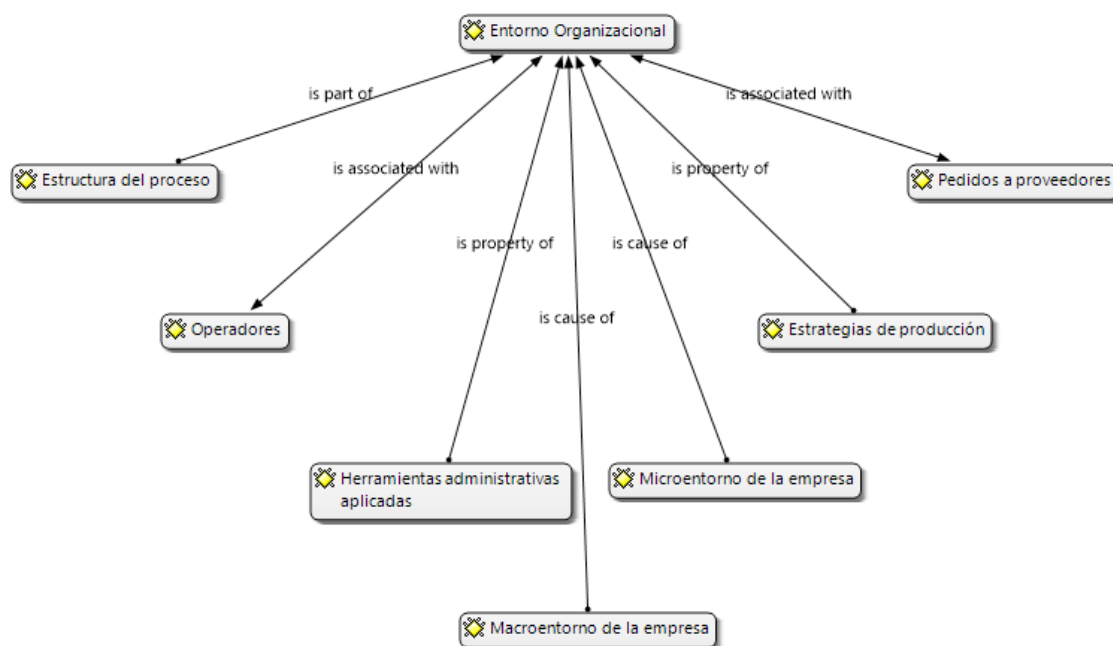 Entorno Organizacional
is part of
is associated with
is associated with
is property of
Estructura del proceso
Pedidos a proveedores
is property of
is cause of
is cause of
Operadores
Estrategias de producción
Herramientas administrativas
aplicadas
Microentorno de la empresa
Macroentorno de la empresa